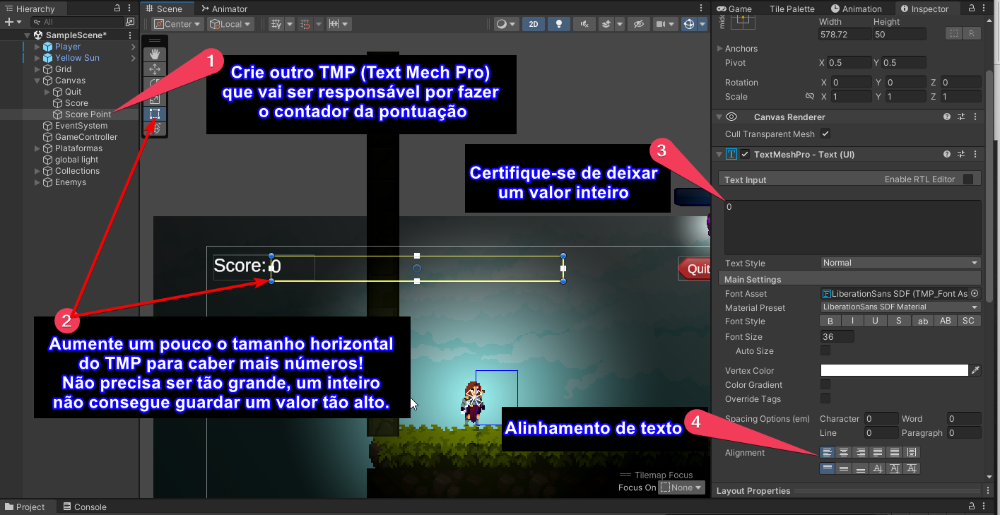 Hierarchy
All
SampleScene*
Player
Yellow Sun
Grid
Canvas
Quit
Score
Score Point
EventSystem
GameController
Plataformas
global light
Collections
Enemys
Scene
Animator
Center
Local
2D
1
Crie outro TMP (Text Mech Pro)
que vai ser responsável por fazer
o contador da pontuação
3
Certifique-se de deixar
um valor inteiro
Score: 0
Quit
2
Aumente um pouco o tamanho horizontal
do TMP para caber mais números!
Não precisa ser tão grande, um inteiro
não consegue guardar um valor tão alto.
Alinhamento de texto
4
Tilemap Focus
Focus On None
Game
Tile Palette
Animation
Inspector
Width Height
578.72 50
R
Anchors
Pivot X 0.5 Y 0.5
Rotation X 0 Y 0 Z 0
Scale X 1 Y 1 Z 1
Canvas Renderer
Cull Transparent Mesh
TextMeshPro - Text (UI)
Text Input Enable RTL Editor
0
Text Style Normal
Main Settings
Font Asset LiberationSans SDF (TMP_Font As
Material Preset LiberationSans SDF Material
Font Style B I U S ab AB SC
Font Size 36
Auto Size
Vertex Color
Color Gradient
Override Tags
Spacing Options (em) Character 0 Word 0
Line 0 Paragraph 0
Alignment
Layout Properties
Project
Console